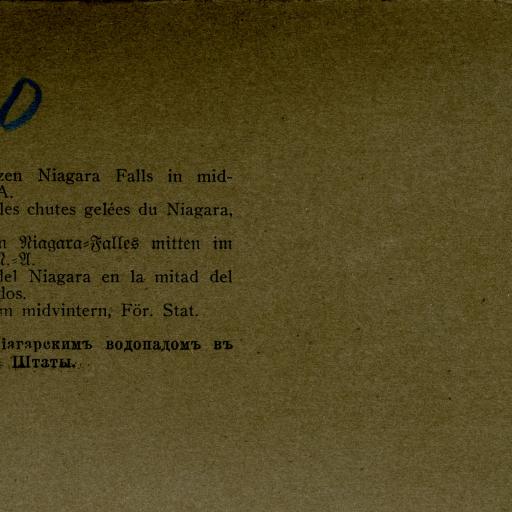 zen Niagara Falls in mid-
A.
les chutes gelées du Niagara,
n Niagara-Falles mitten im
N.-A.
del Niagara en la mitad del
dos.
m midvintern, För. Stat.
іагарскимъ водопадомъ въ
Штаты.